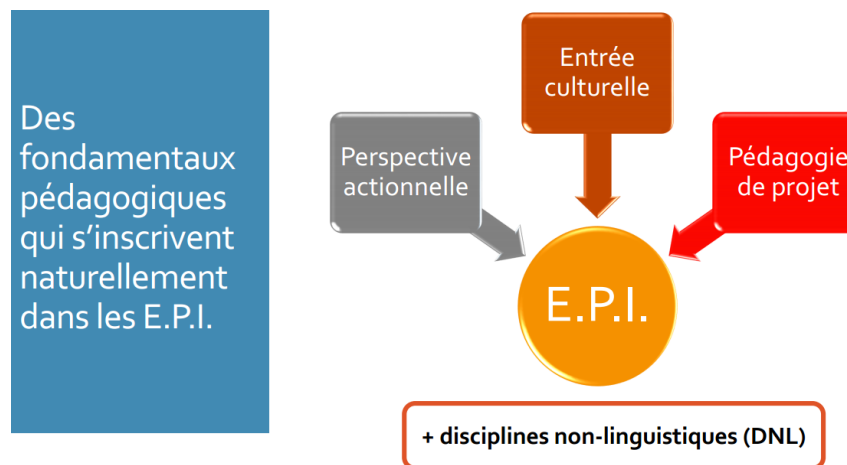 Des
fondamentaux
pédagogiques
qui s’inscrivent
naturellement
dans les E.P.I.
Entrée
culturelle
Perspective
actionnelle
Pédagogie
de projet
E.P.I.
+ disciplines non-linguistiques (DNL)